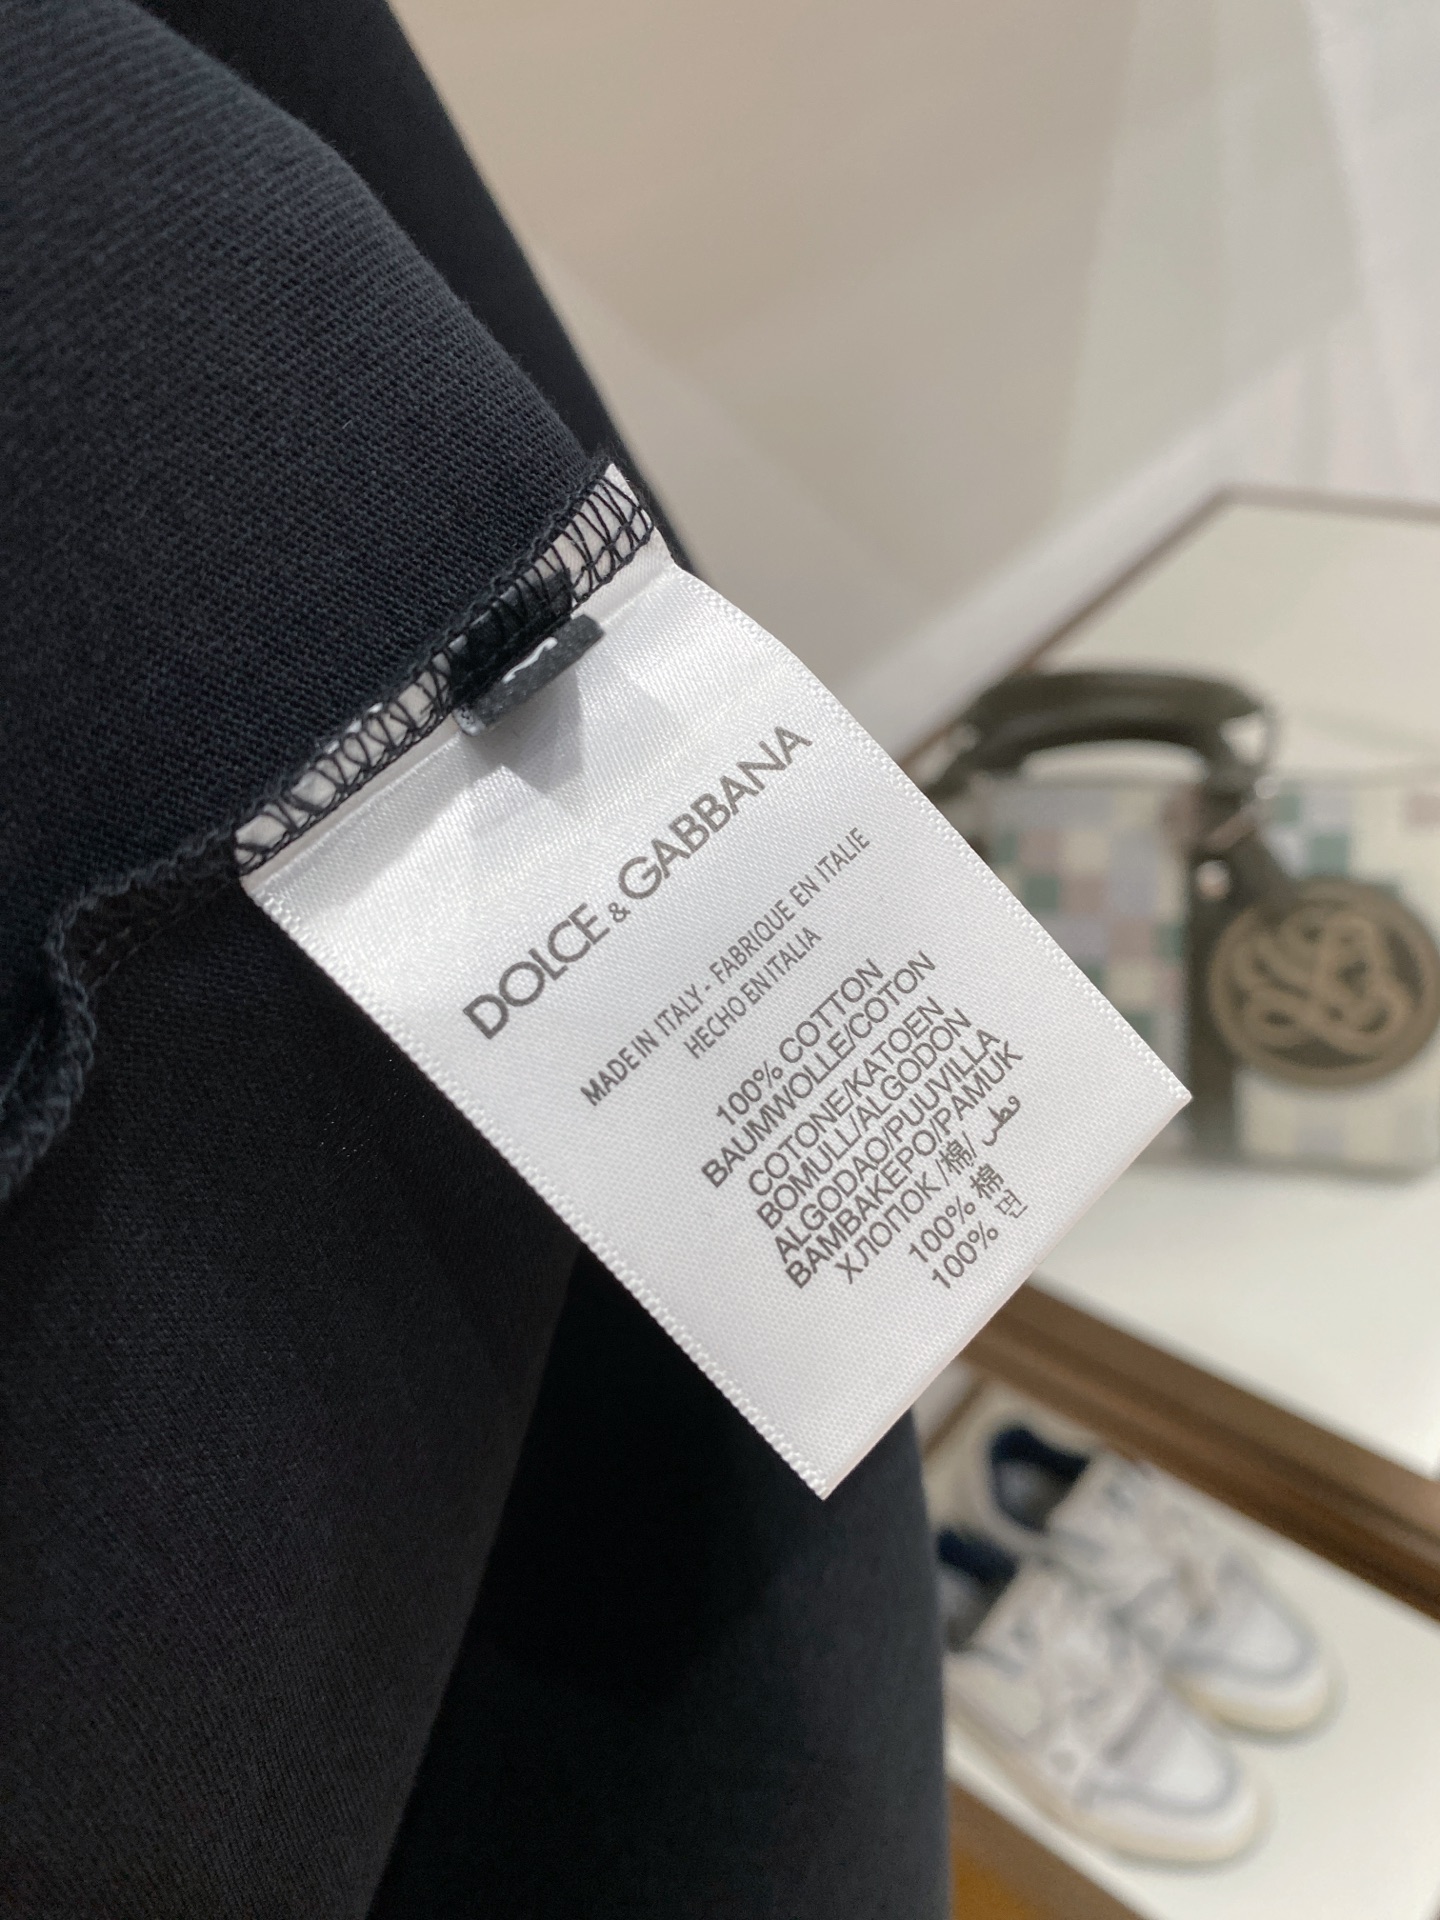 DOLCE & GABBANA
MADE IN ITALY - FABRIQUE EN ITALIE
HECHO EN ITALIA
100% COTTON
BAUMWOLLE/COTON
COTONE/KATOEN
BOMULL/ALGODON
ALGODAO/PUUVILLA
BAMBAKEPO/PAMUK
ХЛОПОК /棉/ قطن
100% 棉
100% 면